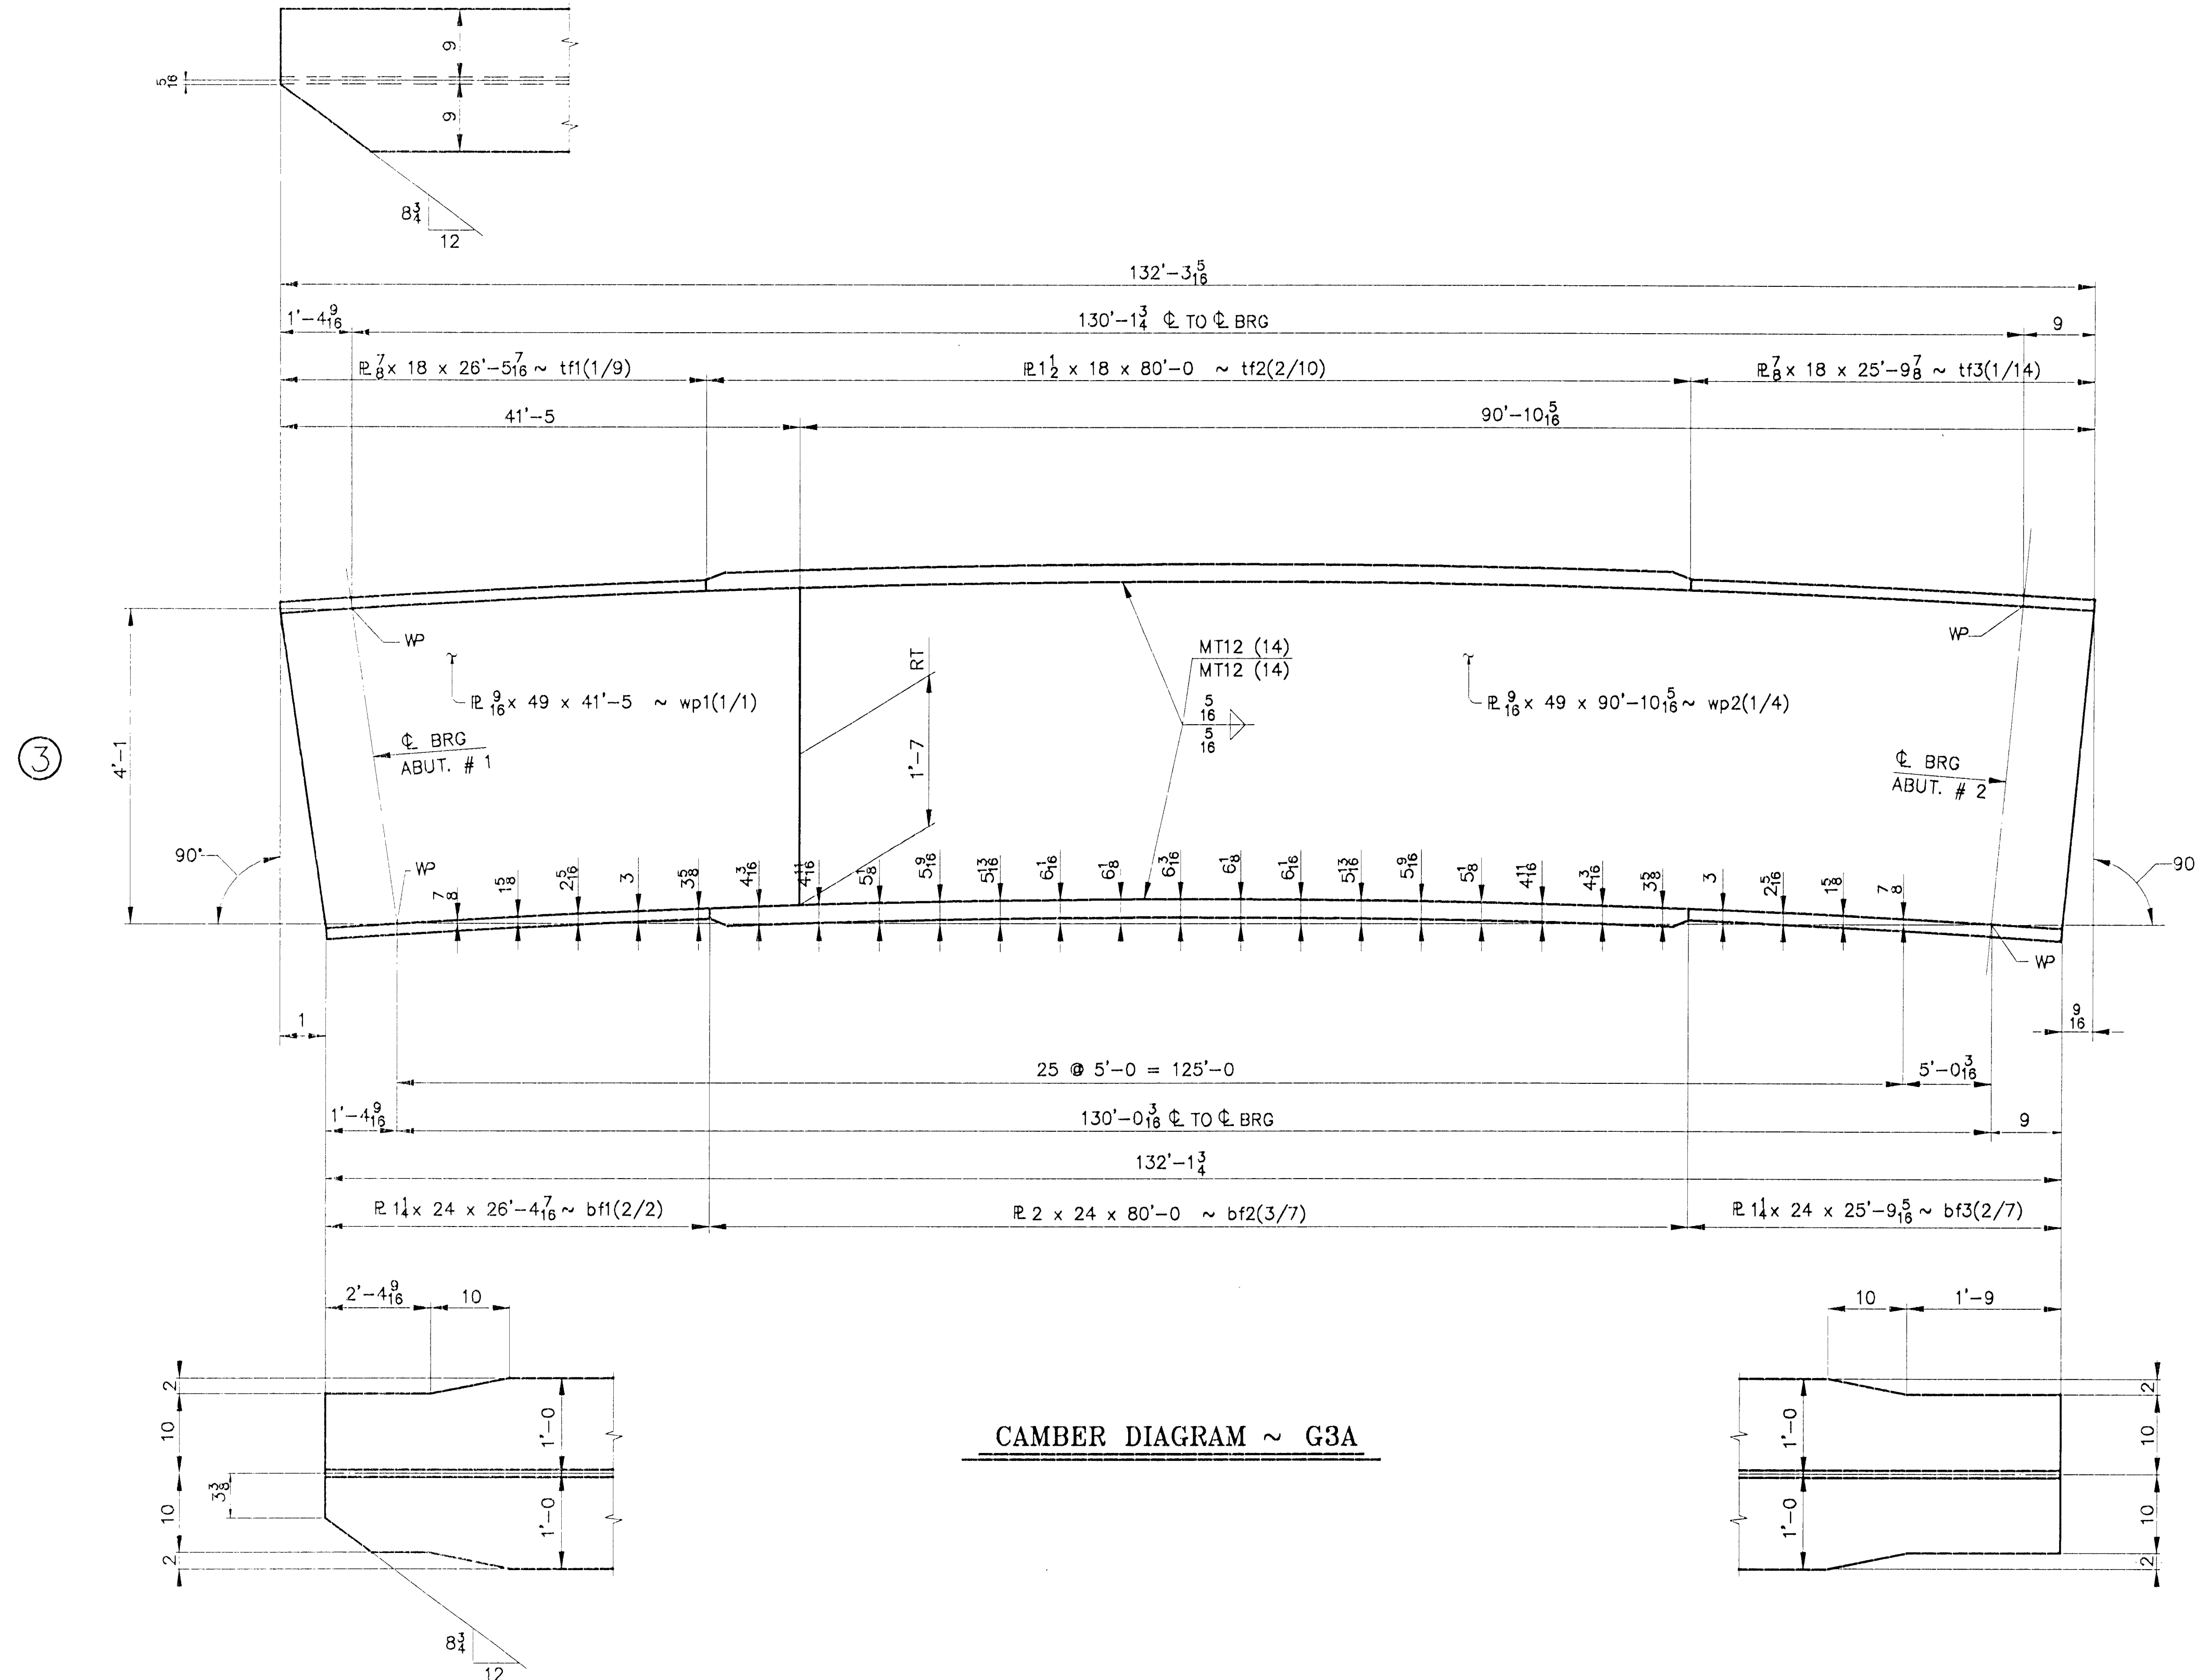 9
5/16
9
8 3/4
12
132'-3 5/16
1'-4 9/16
130'-1 3/4 ℄ TO ℄ BRG
9
℄ 7/8 x 18 x 26'-5 7/16 ~ tf1(1/9)
℄ 1 1/2 x 18 x 80'-0 ~ tf2(2/10)
℄ 7/8 x 18 x 25'-9 7/8 ~ tf3(1/14)
41'-5
90'-10 5/16
WP
WP
MT12 (14)
MT12 (14)
RT
PL 9/16 x 49 x 41'-5 ~ wp1(1/1)
5/16
5/16
PL 9/16 x 49 x 90'-10 5/16 ~ wp2(1/4)
3
4'-1
℄ BRG
ABUT. # 1
1'-7
℄ BRG
ABUT. # 2
90°
WP
7/8
1 5/8
2 5/16
3
3 5/8
4 3/16
4 11/16
5 1/8
5 9/16
5 13/16
6 1/16
6 1/8
6 3/16
6 1/8
6 1/16
5 13/16
5 9/16
5 1/8
4 11/16
4 3/16
3 5/8
3
2 5/16
1 5/8
7/8
90
WP
1
9/16
25 @ 5'-0 = 125'-0
5'-0 3/16
1'-4 9/16
130'-0 3/16 ℄ TO ℄ BRG
9
132'-1 3/4
PL 1 1/4 x 24 x 26'-4 7/16 ~ bf1(2/2)
PL 2 x 24 x 80'-0 ~ bf2(3/7)
PL 1 1/4 x 24 x 25'-9 5/16 ~ bf3(2/7)
2'-4 9/16
10
10
1'-9
2
10
1'-0
3 3/8
10
1'-0
2
8 3/4
12
CAMBER DIAGRAM ~ G3A
1'-0
2
10
1'-0
10
2